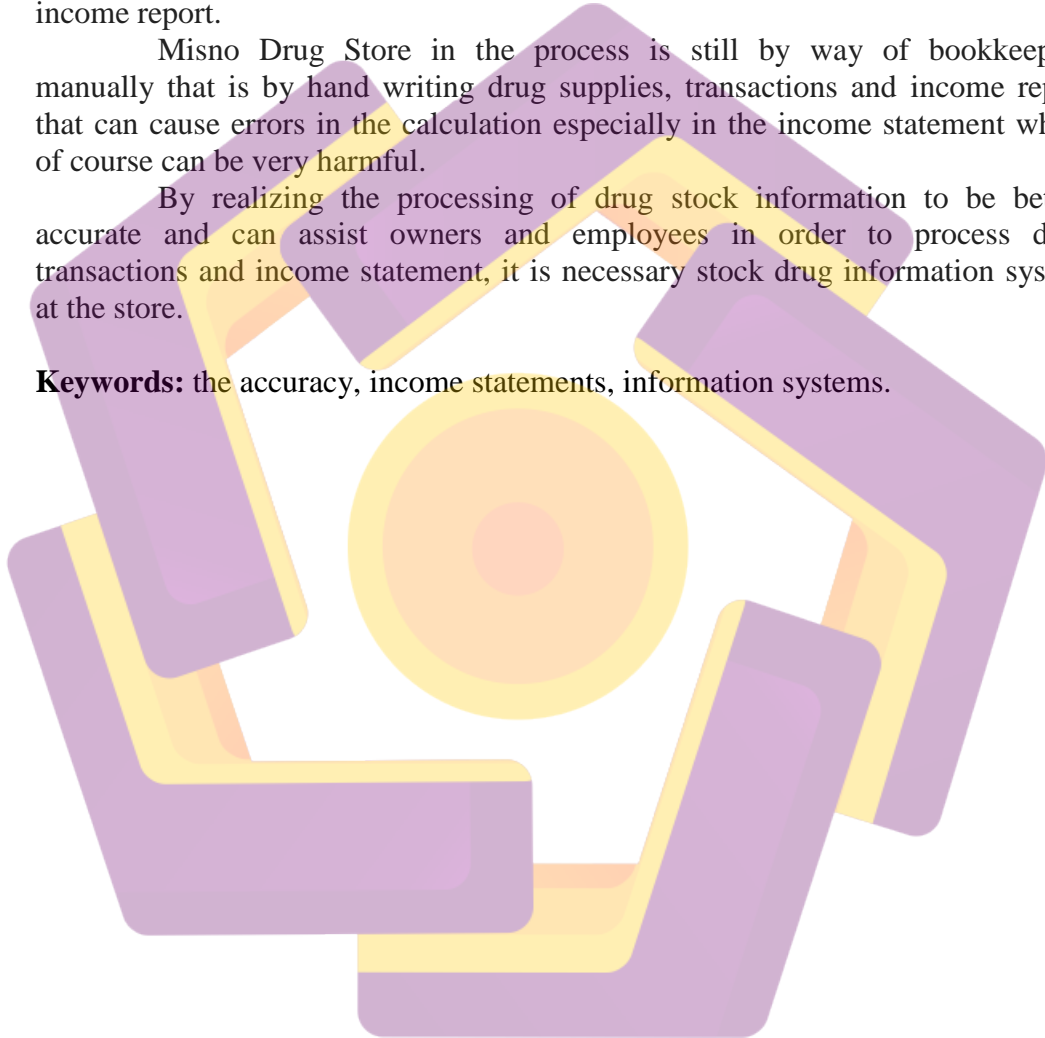 income report.
Misno Drug Store in the process is still by way of bookkeep
manually that is by hand writing drug supplies, transactions and income rep
that can cause errors in the calculation especially in the income statement wh
of course can be very harmful.
By realizing the processing of drug stock information to be be
accurate and can assist owners and employees in order to process d
transactions and income statement, it is necessary stock drug information sys
at the store.
Keywords: the accuracy, income statements, information systems.